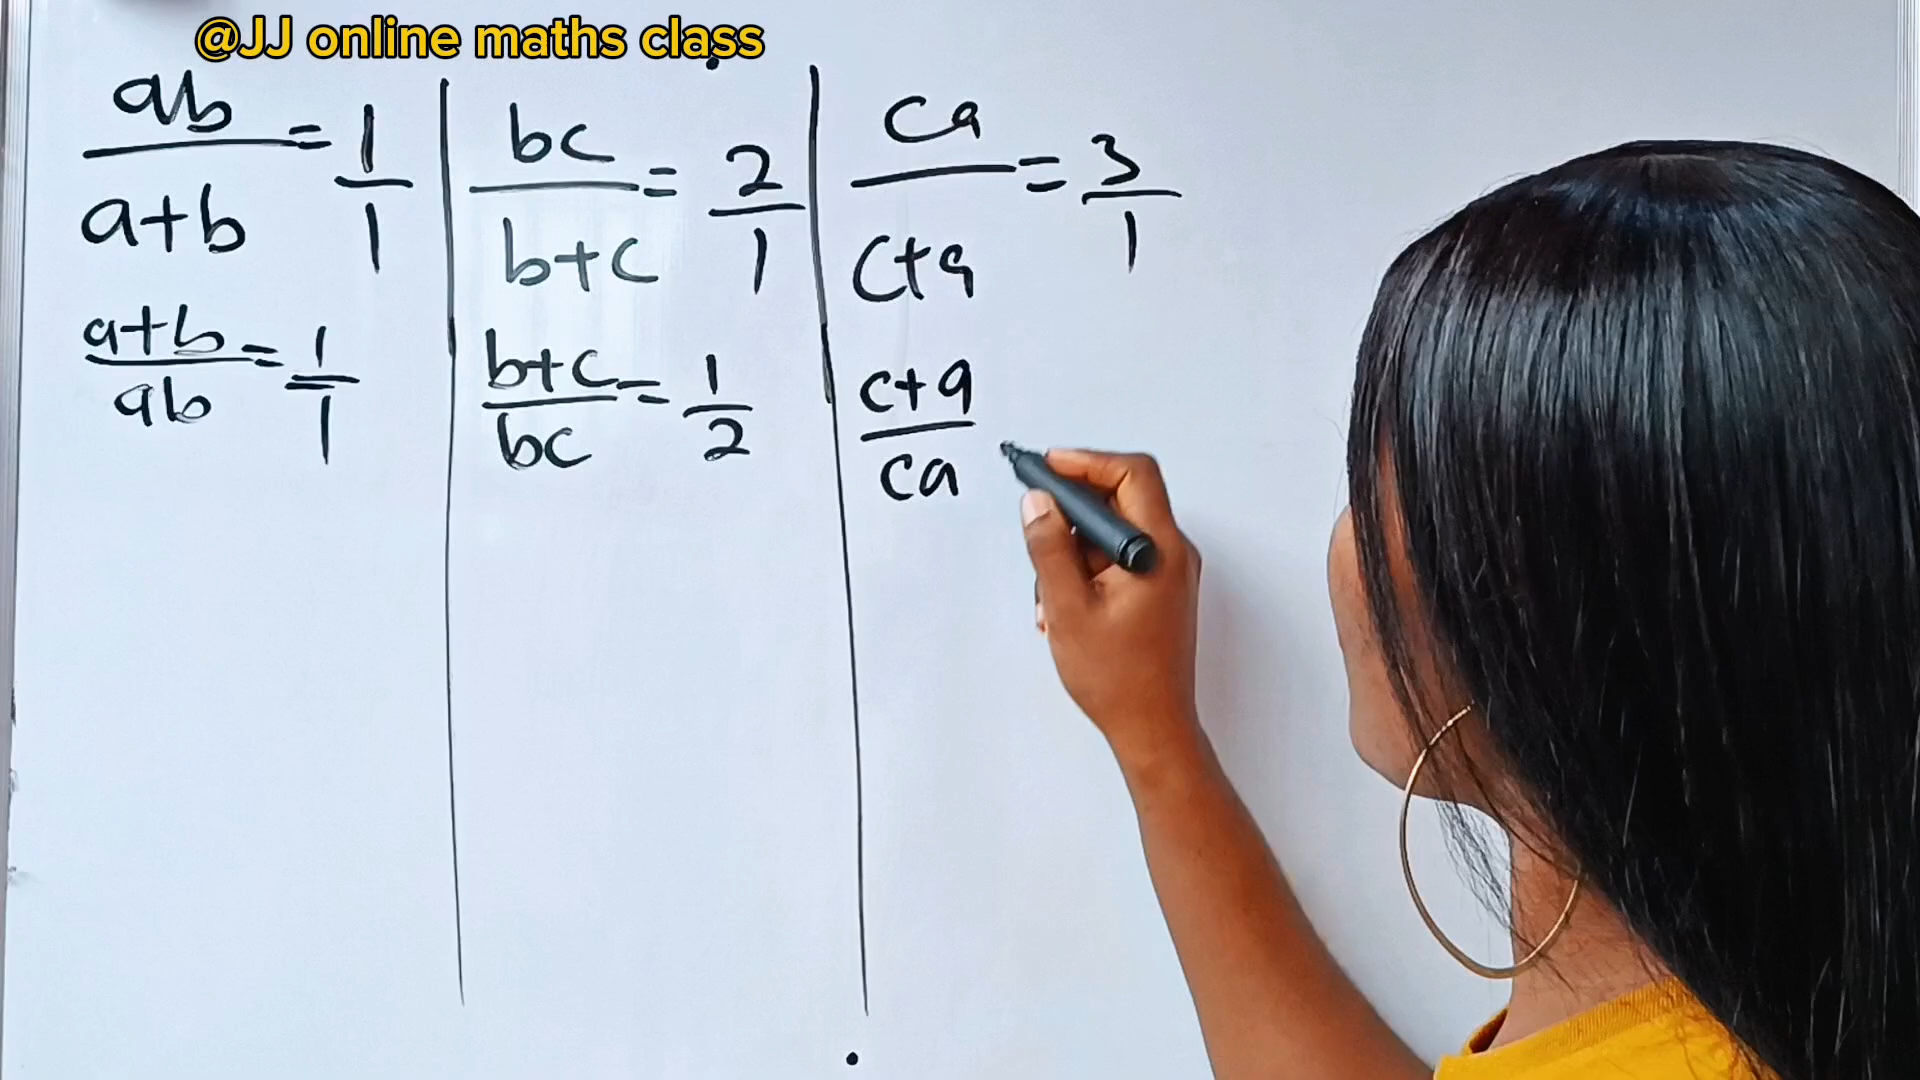 @JJ online maths class
ab/a+b = 1/1
bc/b+c = 2/1
ca/c+a = 3/1
a+b/ab = 1/1
b+c/bc = 1/2
c+a/ca